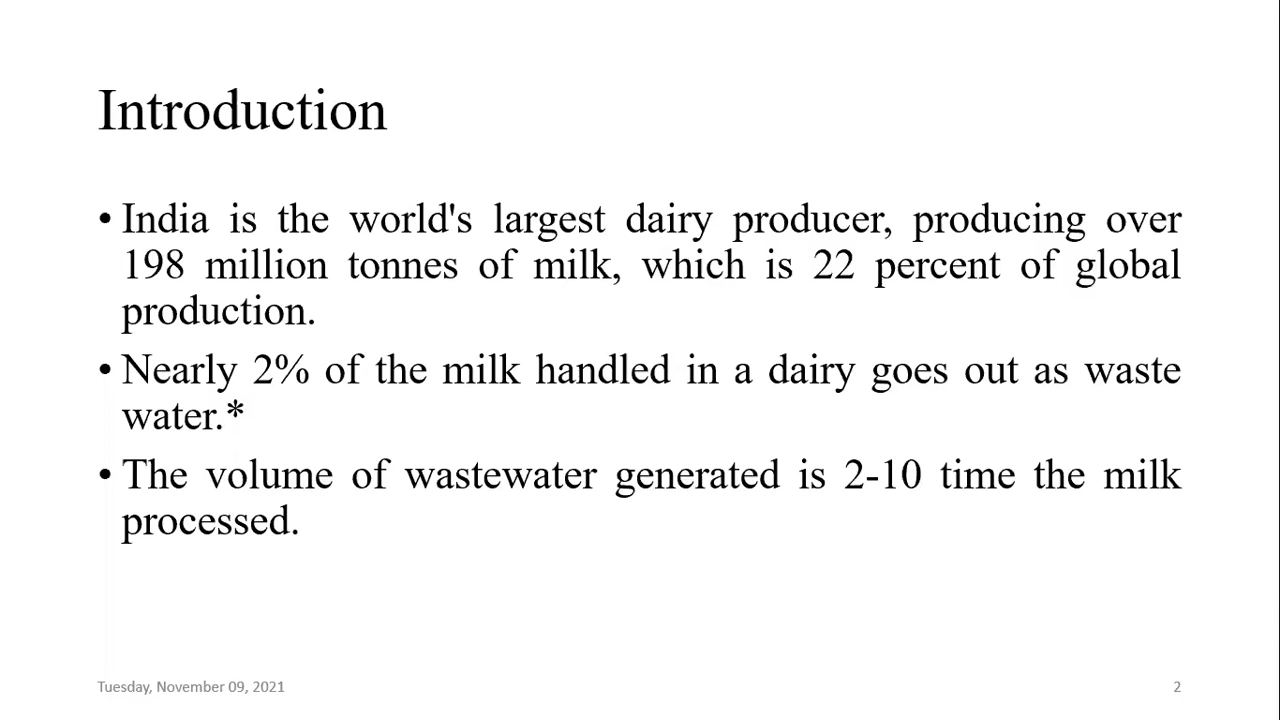 Introduction
• India is the world's largest dairy producer, producing over
198 million tonnes of milk, which is 22 percent of global
production.
• Nearly 2% of the milk handled in a dairy goes out as waste
water.*
• The volume of wastewater generated is 2-10 time the milk
processed.
Tuesday, November 09, 2021
2